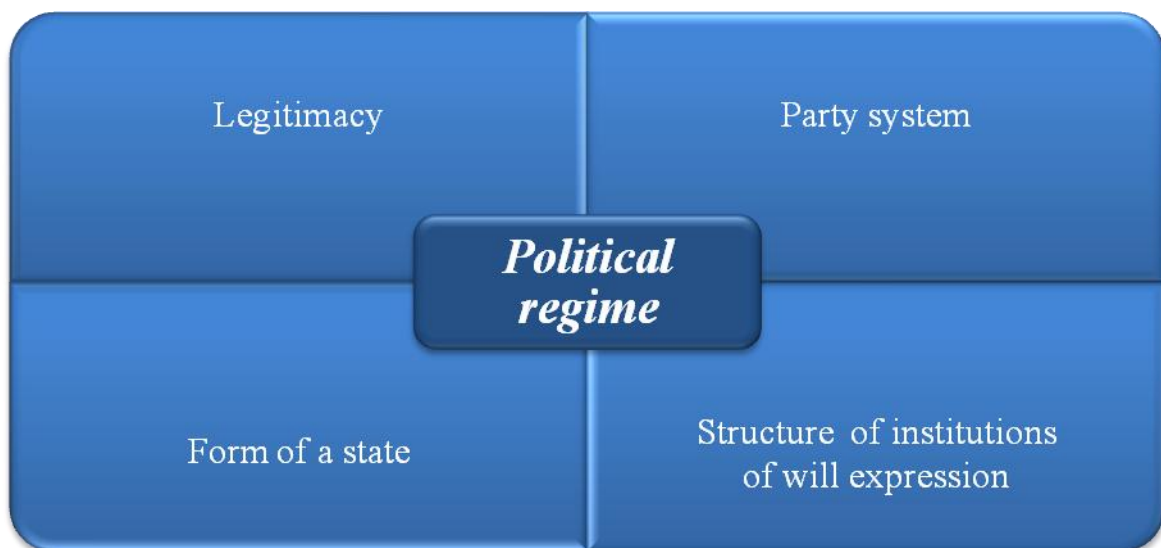 Legitimacy
Party system
Political
regime
Form of a state
Structure of institutions
of will expression